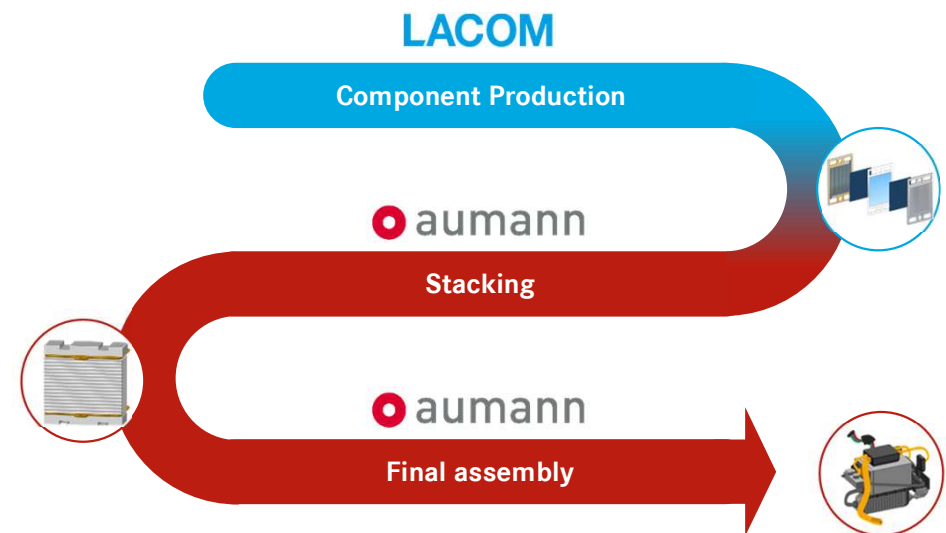 LACOM
Component Production
aumann
Stacking
aumann
Final assembly